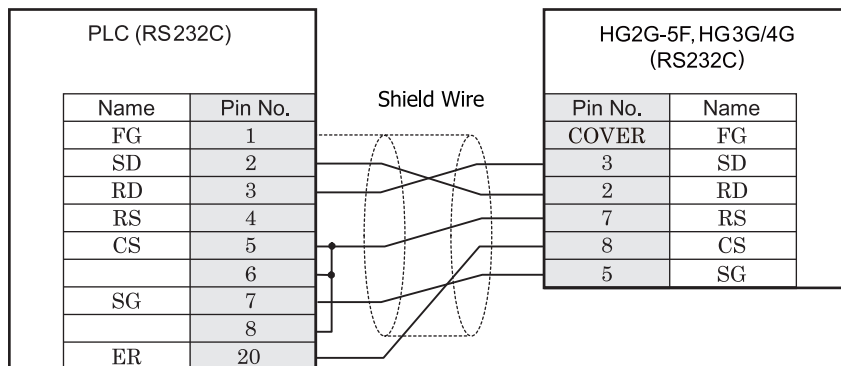 PLC (RS232C)
Name Pin No.
FG 1
SD 2
RD 3
RS 4
CS 5
6
SG 7
8
ER 20
Shield Wire
HG2G-5F, HG3G/4G
(RS232C)
Pin No. Name
COVER FG
3 SD
2 RD
7 RS
8 CS
5 SG